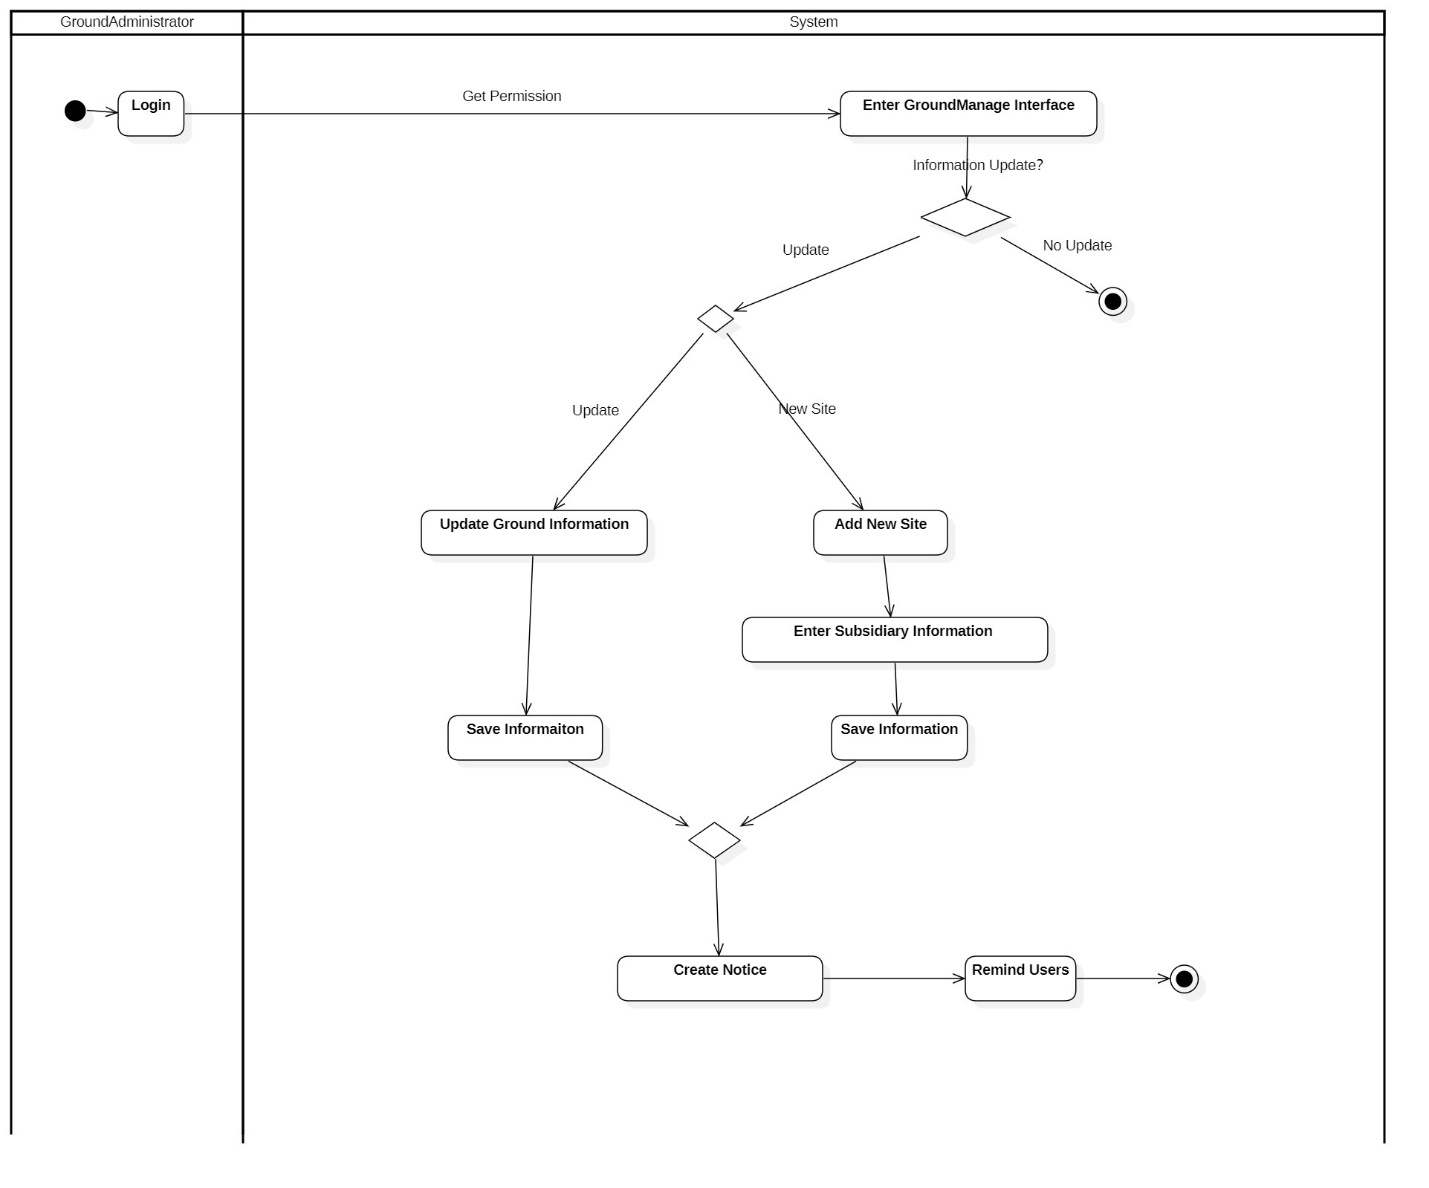 GroundAdministrator
System
Login
Get Permission
Enter GroundManage Interface
Information Update?
Update
No Update
Update
New Site
Update Ground Information
Add New Site
Enter Subsidiary Information
Save Informaiton
Save Information
Create Notice
Remind Users